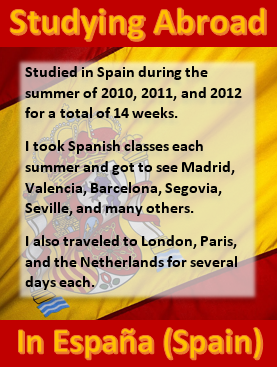 Studying Abroad
Studied in Spain during the
summer of 2010, 2011, and 2012
for a total of 14 weeks.
I took Spanish classes each
summer and got to see Madrid,
Valencia, Barcelona, Segovia,
Seville, and many others.
I also traveled to London, Paris,
and the Netherlands for several
days each.
In España (Spain)